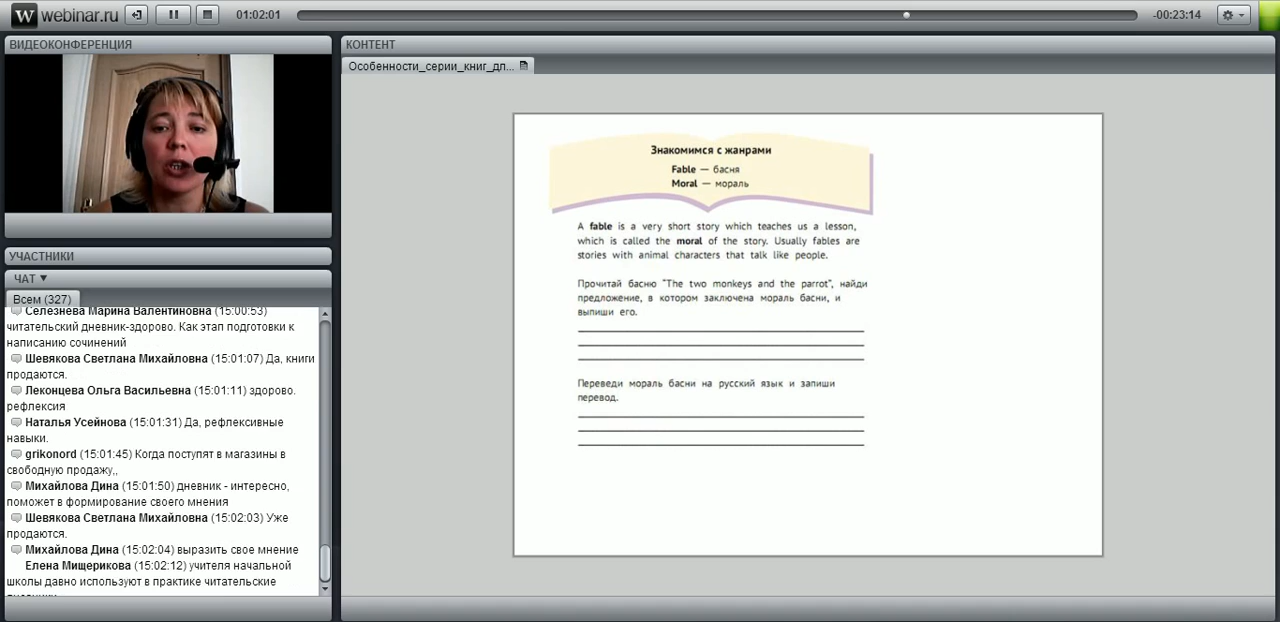 webinar.ru
01:02:01
-00:23:14
ВИДЕОКОНФЕРЕНЦИЯ
УЧАСТНИКИ
ЧАТ ▼
Всем (327)
Селезнева Марина Валентиновна (15:00:53)
читательский дневник-здорово. Как этап подготовки к
написанию сочинений
Шевякова Светлана Михайловна (15:01:07) Да, книги
продаются.
Леконцева Ольга Васильевна (15:01:11) здорово.
рефлексия
Наталья Усейнова (15:01:31) Да, рефлексивные
навыки.
grikonord (15:01:45) Когда поступят в магазины в
свободную продажу,,
Михайлова Дина (15:01:50) дневник - интересно,
поможет в формирование своего мнения
Шевякова Светлана Михайловна (15:02:03) Уже
продаются.
Михайлова Дина (15:02:04) выразить свое мнение
Елена Мищерикова (15:02:12) учителя начальной
школы давно используют в практике читательские
КОНТЕНТ
Особенности_серии_книг_дл...
Знакомимся с жанрами
Fable — басня
Moral — мораль
A fable is a very short story which teaches us a lesson,
which is called the moral of the story. Usually fables are
stories with animal characters that talk like people.
Прочитай басню “The two monkeys and the parrot”, найди
предложение, в котором заключена мораль басни, и
выпиши его.
Переведи мораль басни на русский язык и запиши
перевод.